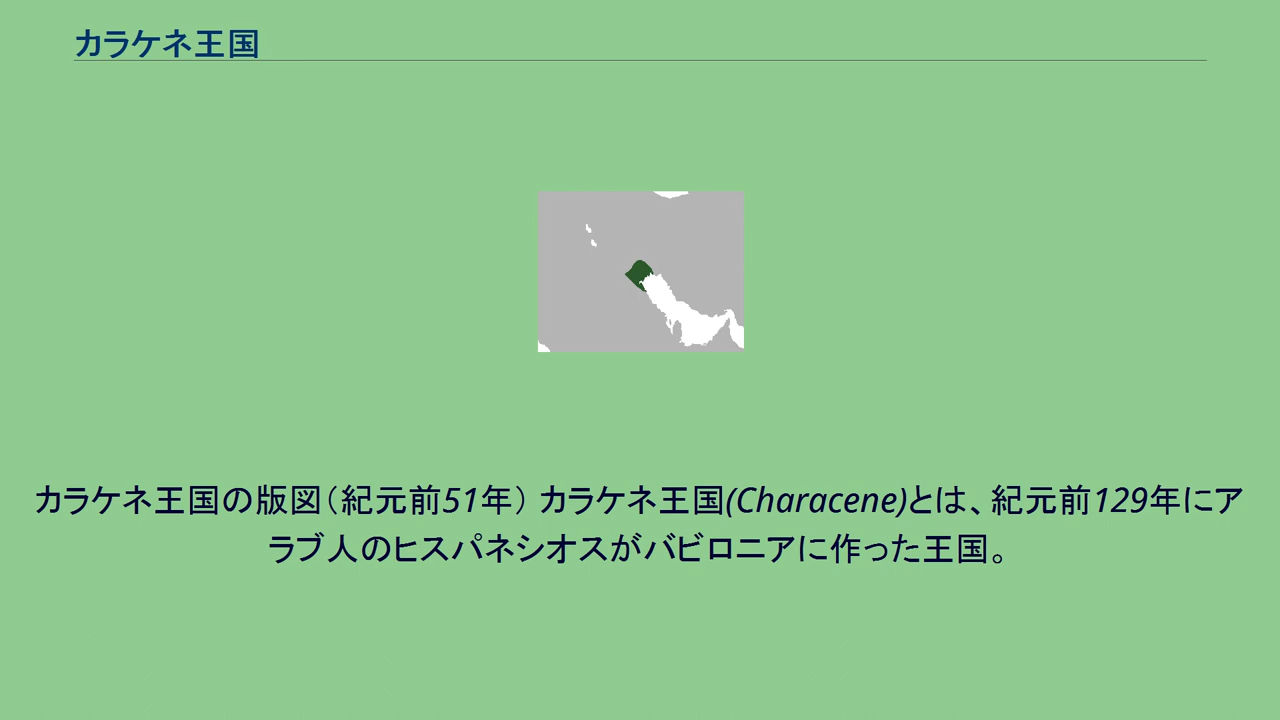 カラケネ王国
カラケネ王国の版図（紀元前51年） カラケネ王国(Characene)とは、紀元前129年にア
ラブ人のヒスパネシオスがバビロニアに作った王国。